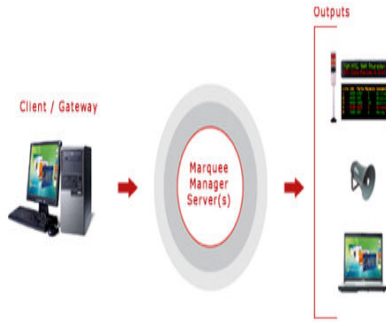 Outputs
Client / Gateway
Marquee
Manager
Server(s)